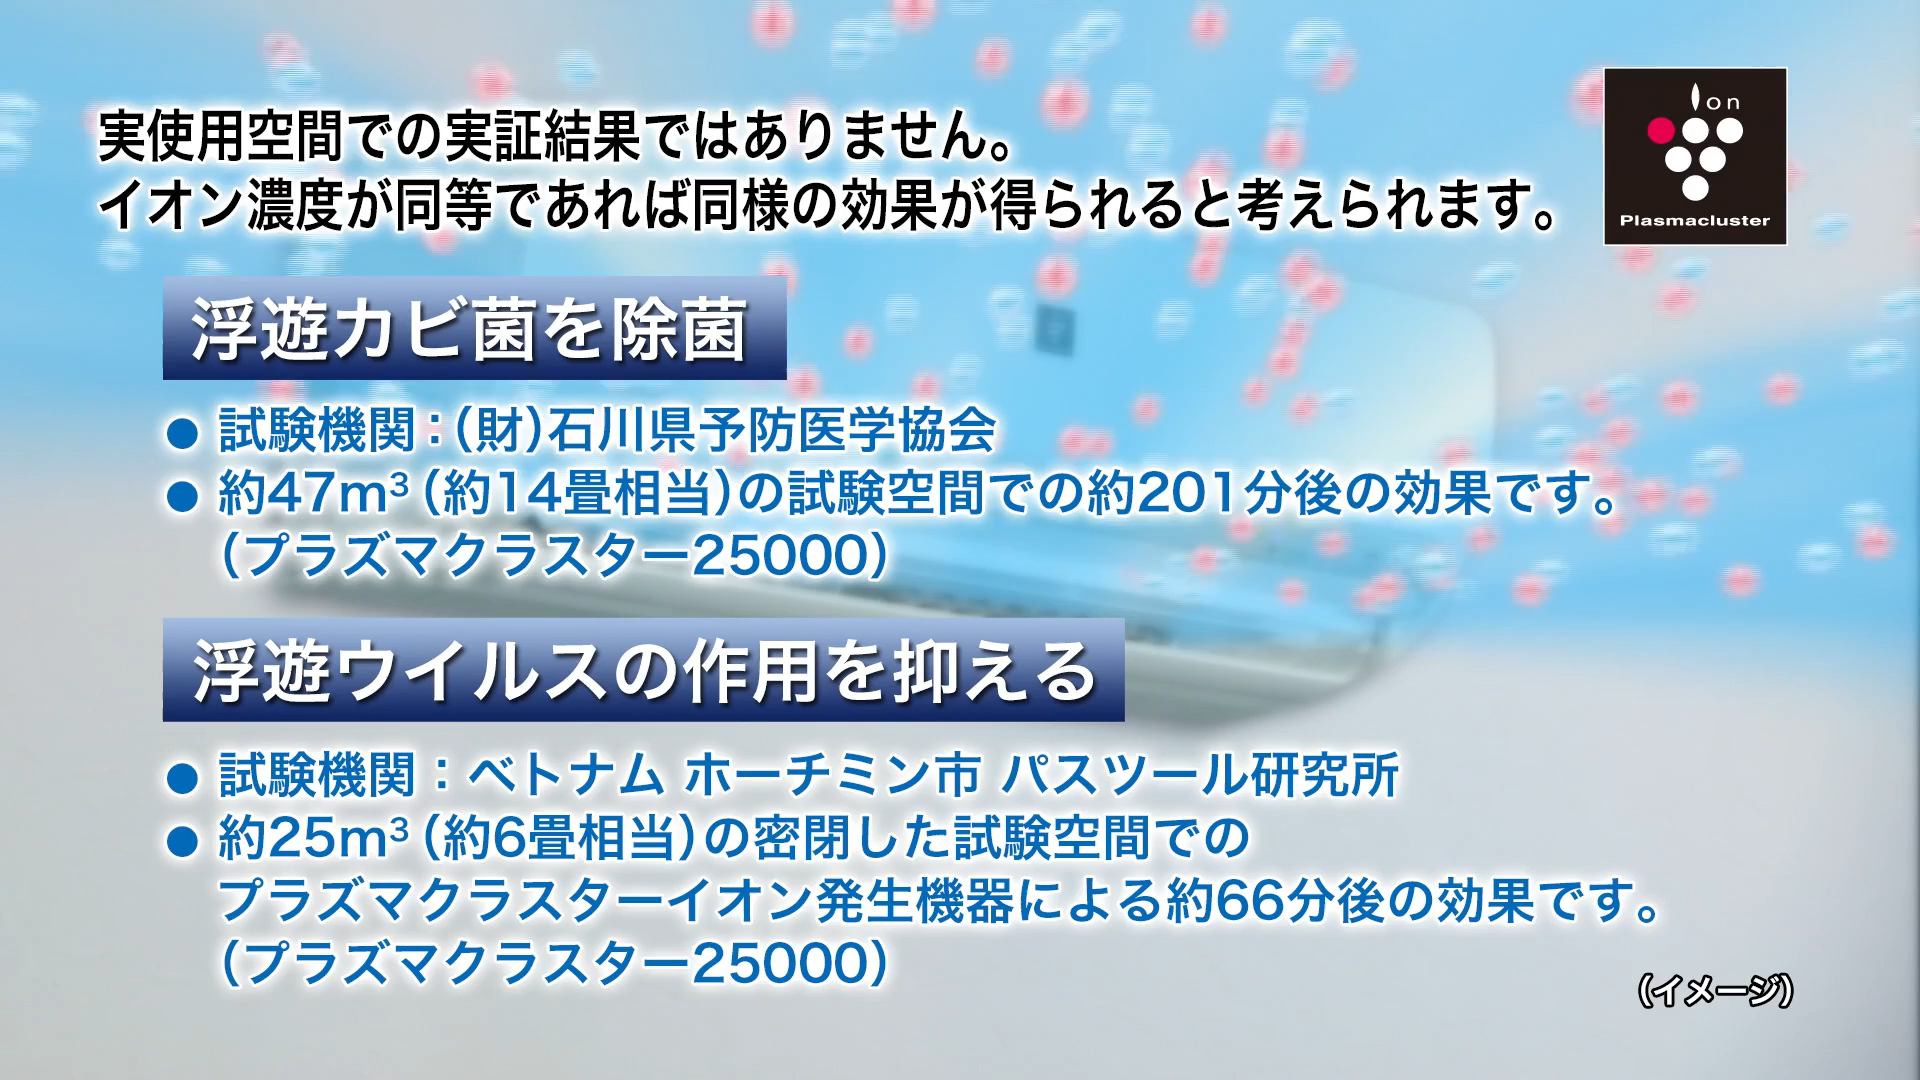 実使用空間での実証結果ではありません。
イオン濃度が同等であれば同様の効果が得られると考えられます。
ion
Plasmacluster
浮遊カビ菌を除菌
● 試験機関：(財)石川県予防医学協会
● 約47m³（約14畳相当）の試験空間での約201分後の効果です。
（プラズマクラスター25000）
浮遊ウイルスの作用を抑える
● 試験機関：ベトナム ホーチミン市 パスツール研究所
● 約25m³（約6畳相当）の密閉した試験空間での
プラズマクラスターイオン発生機器による約66分後の効果です。
（プラズマクラスター25000）
（イメージ）